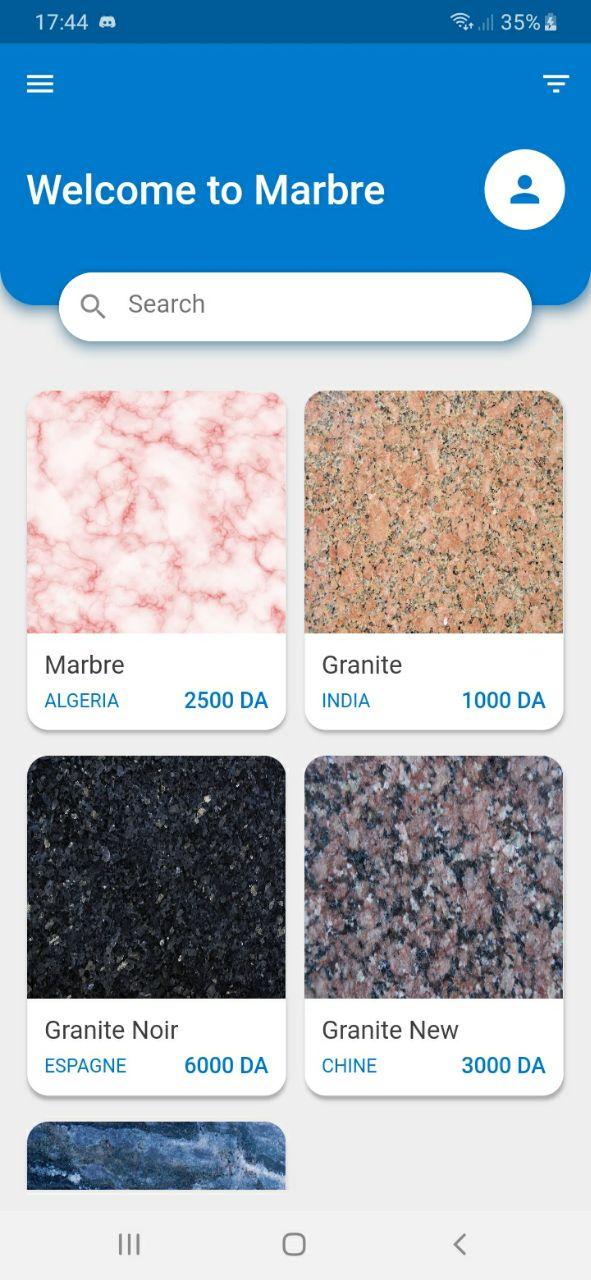 17:44
35%
Welcome to Marbre
Search
Marbre
ALGERIA 2500 DA
Granite
INDIA 1000 DA
Granite Noir
ESPAGNE 6000 DA
Granite New
CHINE 3000 DA